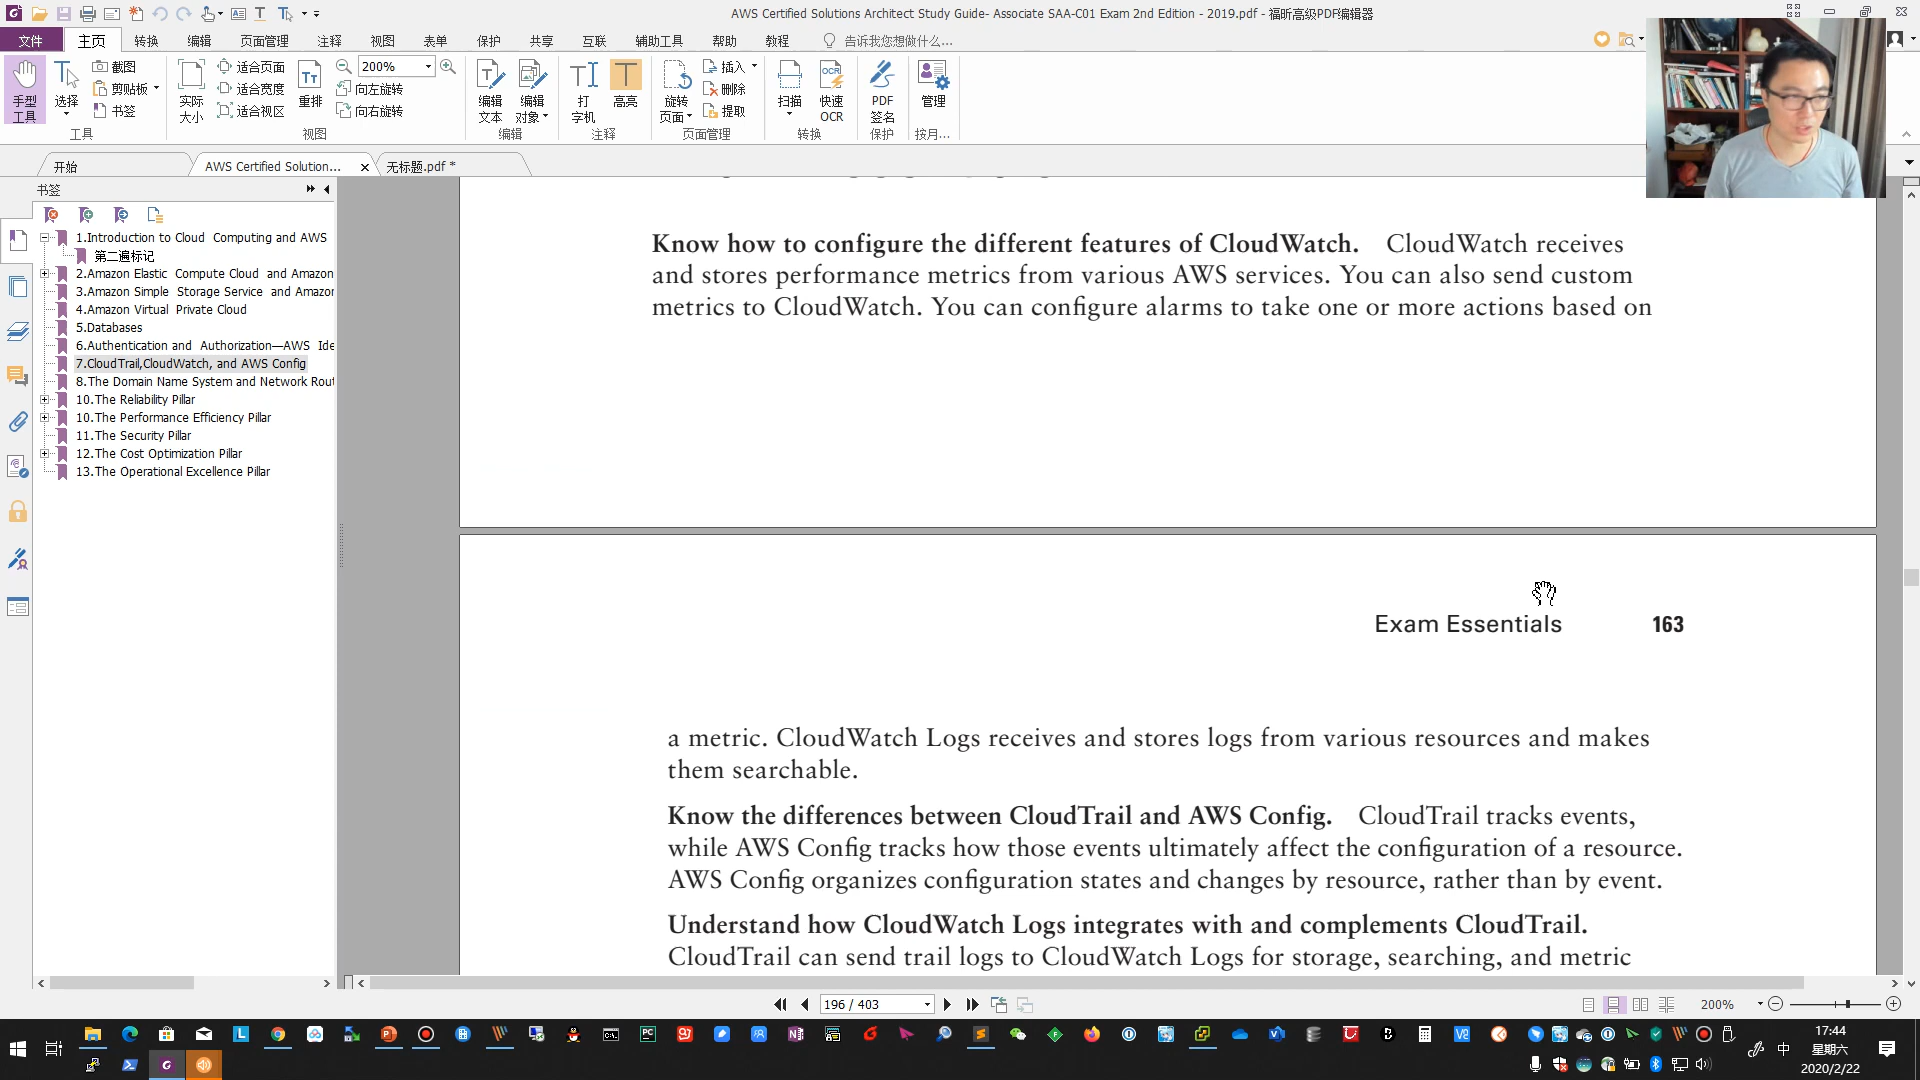 AWS Certified Solutions Architect Study Guide- Associate SAA-C01 Exam 2nd Edition - 2019.pdf - 福昕高级PDF编辑器
文件 主页 转换 编辑 页面管理 注释 视图 表单 保护 共享 互联 辅助工具 帮助 教程 告诉我您想做什么...
手型
工具
选择
截图
剪贴板
书签
工具
实际
大小
适合页面
适合宽度
适合视区
重排
200%
向左旋转
向右旋转
视图
编辑
文本
编辑
对象
编辑
打
字机
高亮
注释
旋转
页面
插入
删除
提取
页面管理
扫描
快速
OCR
转换
PDF
签名
保护
管理
按月...
开始
AWS Certified Solution...
无标题.pdf *
书签
1.Introduction to Cloud Computing and AWS
第二遍标记
2.Amazon Elastic Compute Cloud and Amazon
3.Amazon Simple Storage Service and Amazon
4.Amazon Virtual Private Cloud
5.Databases
6.Authentication and Authorization—AWS Ide
7.CloudTrail,CloudWatch, and AWS Config
8.The Domain Name System and Network Rout
10.The Reliability Pillar
10.The Performance Efficiency Pillar
11.The Security Pillar
12.The Cost Optimization Pillar
13.The Operational Excellence Pillar
Know how to configure the different features of CloudWatch. CloudWatch receives
and stores performance metrics from various AWS services. You can also send custom
metrics to CloudWatch. You can configure alarms to take one or more actions based on
Exam Essentials 163
a metric. CloudWatch Logs receives and stores logs from various resources and makes
them searchable.
Know the differences between CloudTrail and AWS Config. CloudTrail tracks events,
while AWS Config tracks how those events ultimately affect the configuration of a resource.
AWS Config organizes configuration states and changes by resource, rather than by event.
Understand how CloudWatch Logs integrates with and complements CloudTrail.
CloudTrail can send trail logs to CloudWatch Logs for storage, searching, and metric
196 / 403
200%
中
17:44
星期六
2020/2/22